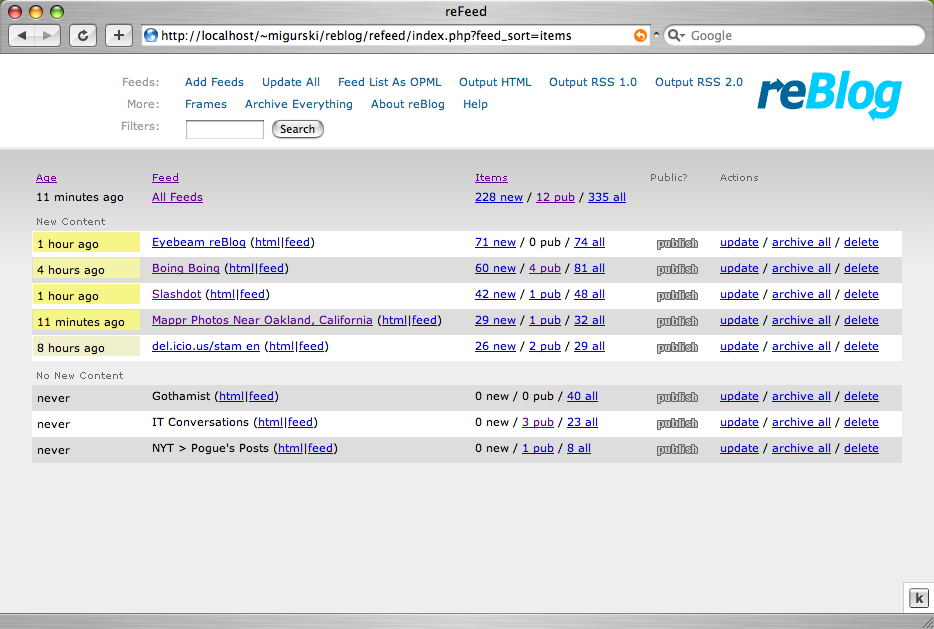 reFeed
http://localhost/~migurski/reblog/refeed/index.php?feed_sort=items
Google
Feeds: Add Feeds Update All Feed List As OPML Output HTML Output RSS 1.0 Output RSS 2.0
reBlog
More: Frames Archive Everything About reBlog Help
Filters: Search
Age Feed Items Public? Actions
11 minutes ago All Feeds 228 new / 12 pub / 335 all
New Content
1 hour ago Eyebeam reBlog (html|feed) 71 new / 0 pub / 74 all publish update / archive all / delete
4 hours ago Boing Boing (html|feed) 60 new / 4 pub / 81 all publish update / archive all / delete
1 hour ago Slashdot (html|feed) 42 new / 1 pub / 48 all publish update / archive all / delete
11 minutes ago Mappr Photos Near Oakland, California (html|feed) 29 new / 1 pub / 32 all publish update / archive all / delete
8 hours ago del.icio.us/stam en (html|feed) 26 new / 2 pub / 29 all publish update / archive all / delete
No New Content
never Gothamist (html|feed) 0 new / 0 pub / 40 all publish update / archive all / delete
never IT Conversations (html|feed) 0 new / 3 pub / 23 all publish update / archive all / delete
never NYT > Pogue's Posts (html|feed) 0 new / 1 pub / 8 all publish update / archive all / delete
k